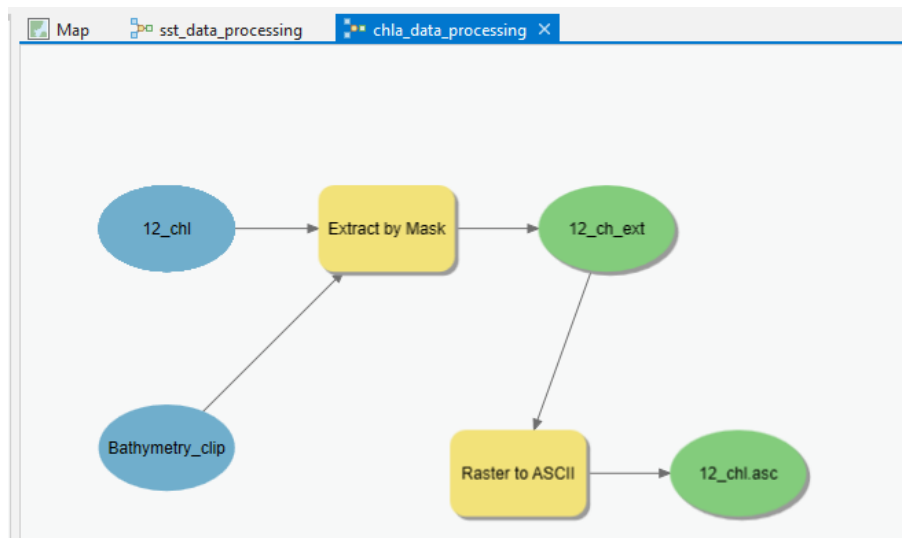 Map
sst_data_processing
chla_data_processing
12_chl
Extract by Mask
12_ch_ext
Bathymetry_clip
Raster to ASCII
12_chl.asc